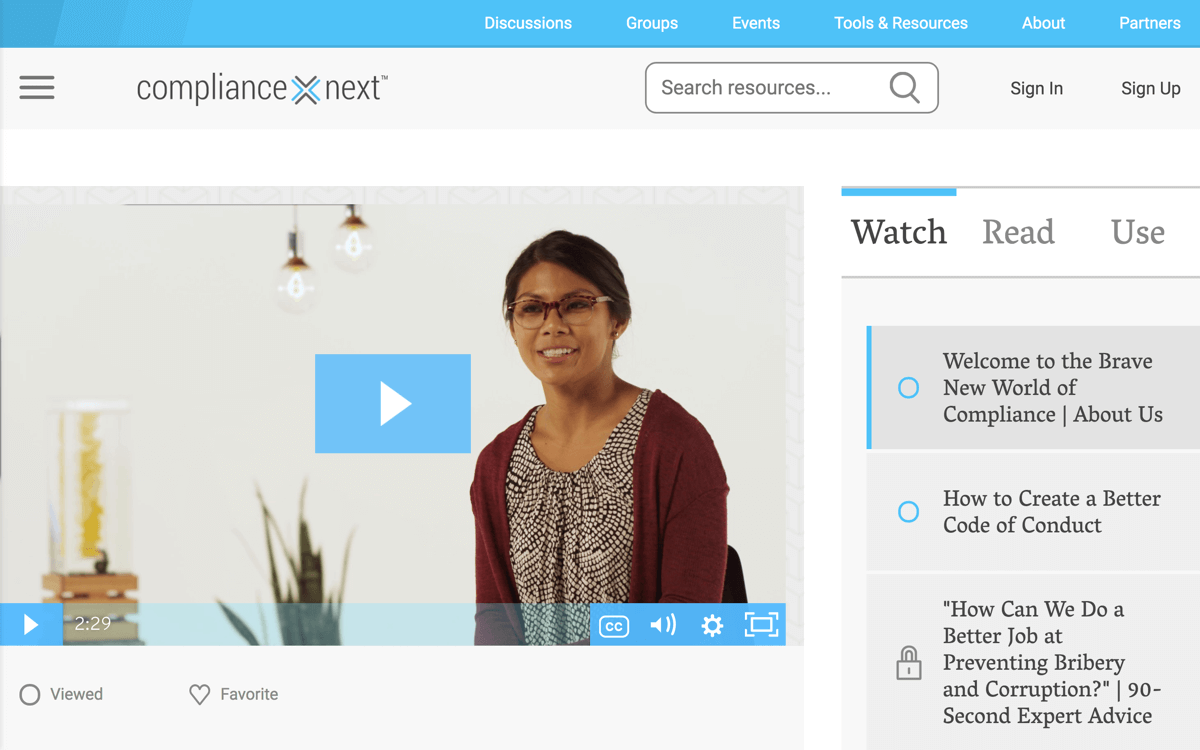 Discussions Groups Events Tools & Resources About Partners
compliance next™ Search resources... Sign In Sign Up
Watch Read Use
Welcome to the Brave
New World of
Compliance | About Us
How to Create a Better
Code of Conduct
"How Can We Do a
Better Job at
Preventing Bribery
and Corruption?" | 90-
Second Expert Advice
2:29 CC
Viewed Favorite